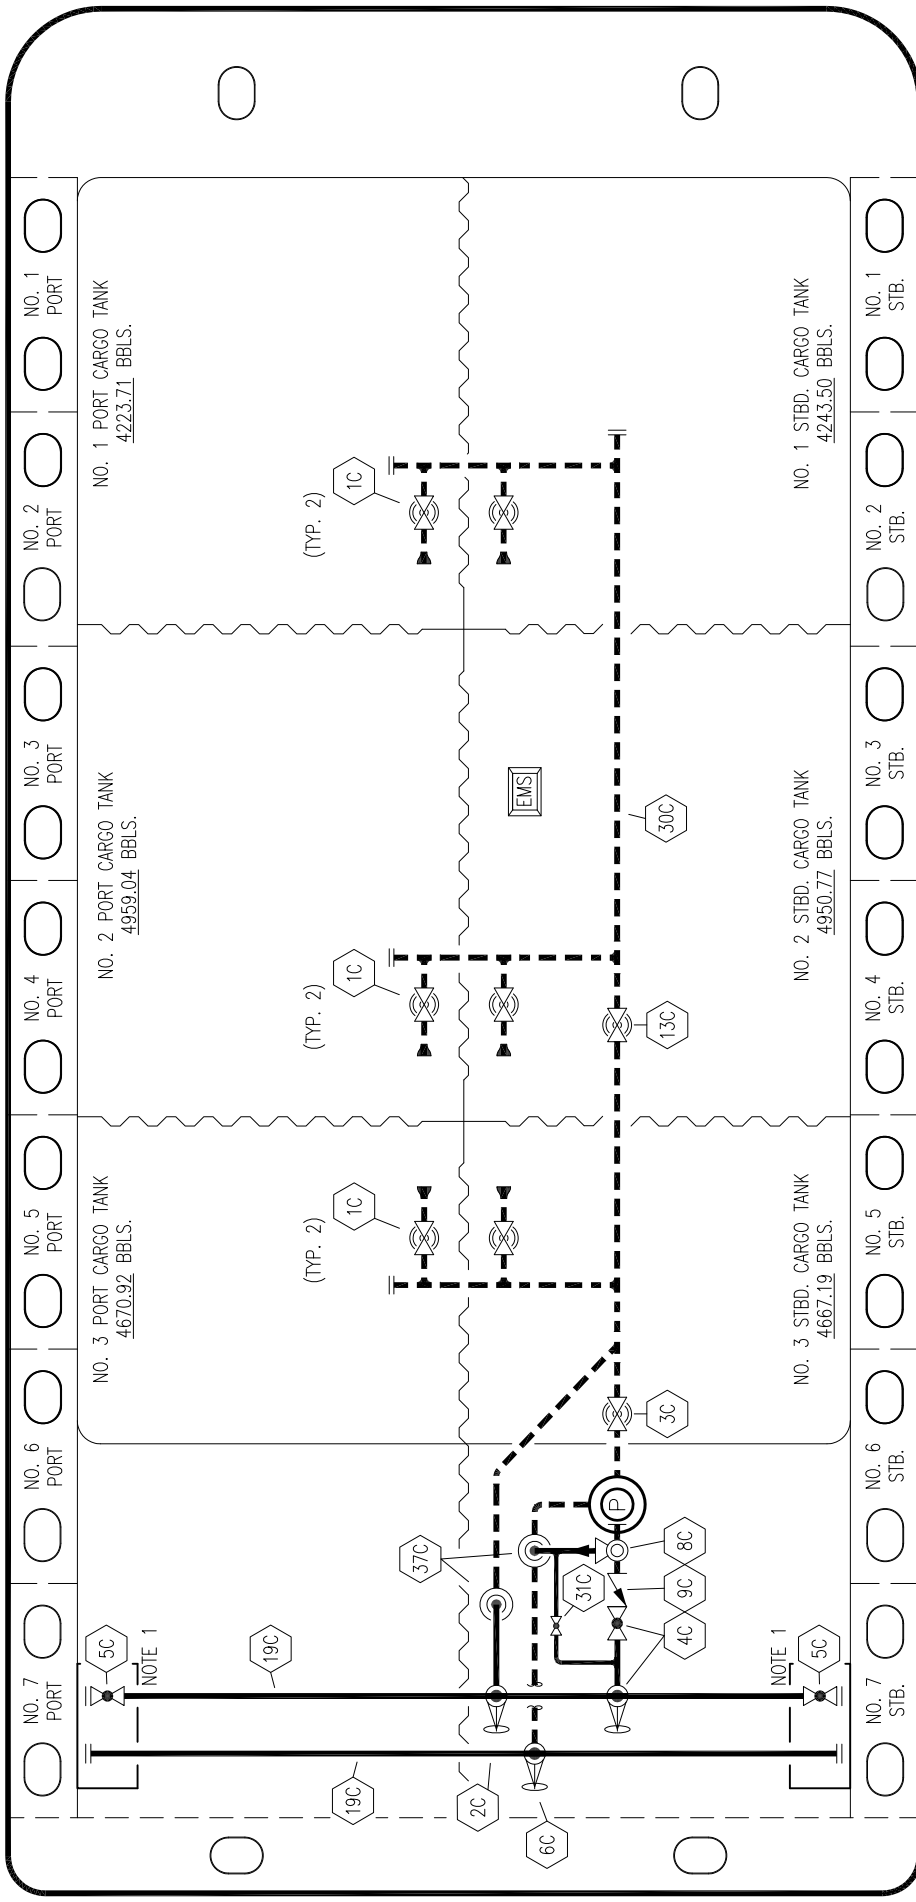 NO. 1
PORT
NO. 2
PORT
NO. 3
PORT
NO. 4
PORT
NO. 5
PORT
NO. 6
PORT
NO. 7
PORT
NO. 1 PORT CARGO TANK
4223.71 BBLS.
NO. 2 PORT CARGO TANK
4959.04 BBLS.
NO. 3 PORT CARGO TANK
4670.92 BBLS.
(TYP. 2)
1C
(TYP. 2)
1C
(TYP. 2)
1C
EMS
30C
13C
3C
P
37C
8C
9C
31C
4C
5C
NOTE 1
19C
19C
2C
6C
NOTE 1
5C
NO. 1 STBD. CARGO TANK
4243.50 BBLS.
NO. 2 STBD. CARGO TANK
4950.77 BBLS.
NO. 3 STBD. CARGO TANK
4667.19 BBLS.
NO. 1
STB.
NO. 2
STB.
NO. 3
STB.
NO. 4
STB.
NO. 5
STB.
NO. 6
STB.
NO. 7
STB.